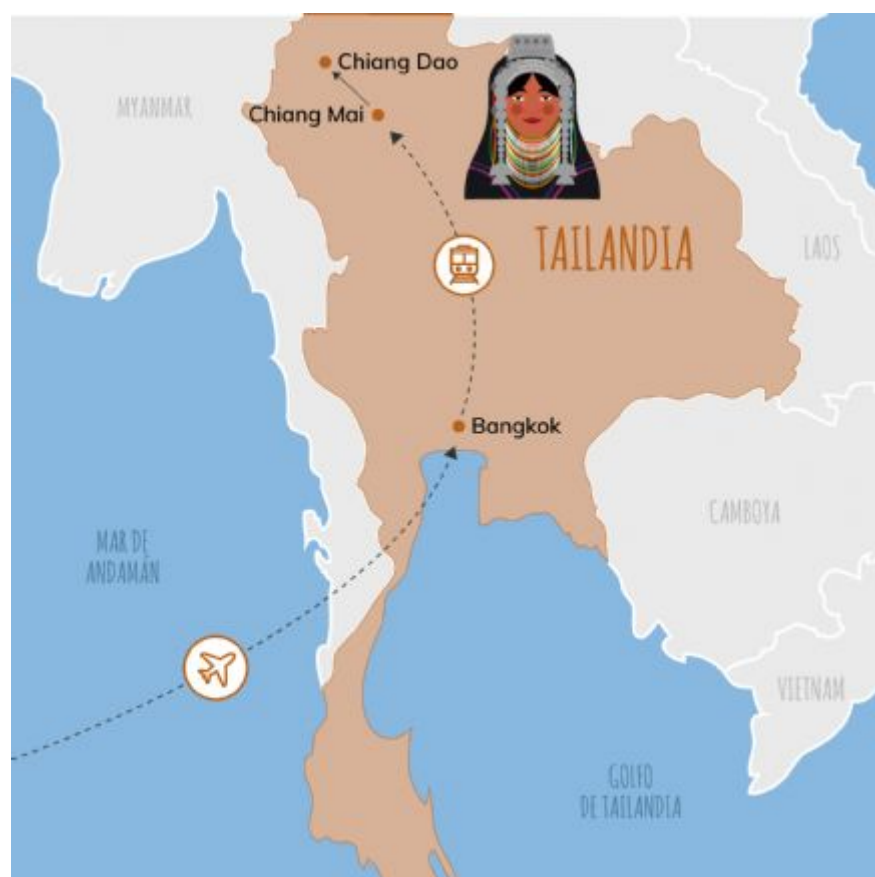 Chiang Dao
MYANMAR
Chiang Mai
TAILANDIA
LAOS
Bangkok
CAMBOYA
MAR DE
ANDAMÁN
VIETNAM
GOLFO
DE TAILANDIA